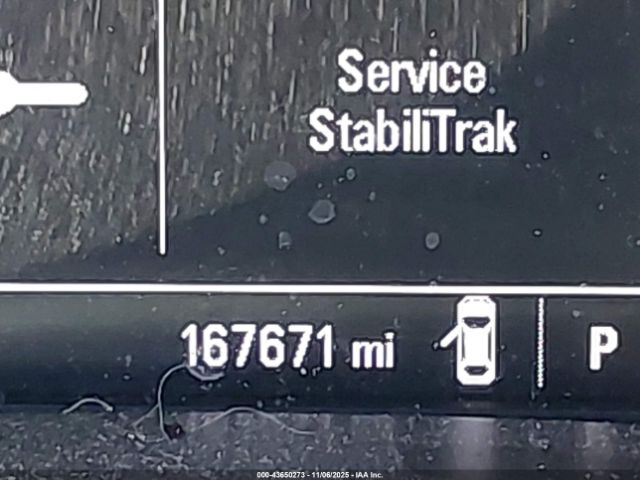 Service
StabiliTrak
167671 mi P
000-43650273 - 11/06/2025 - IAA Inc.